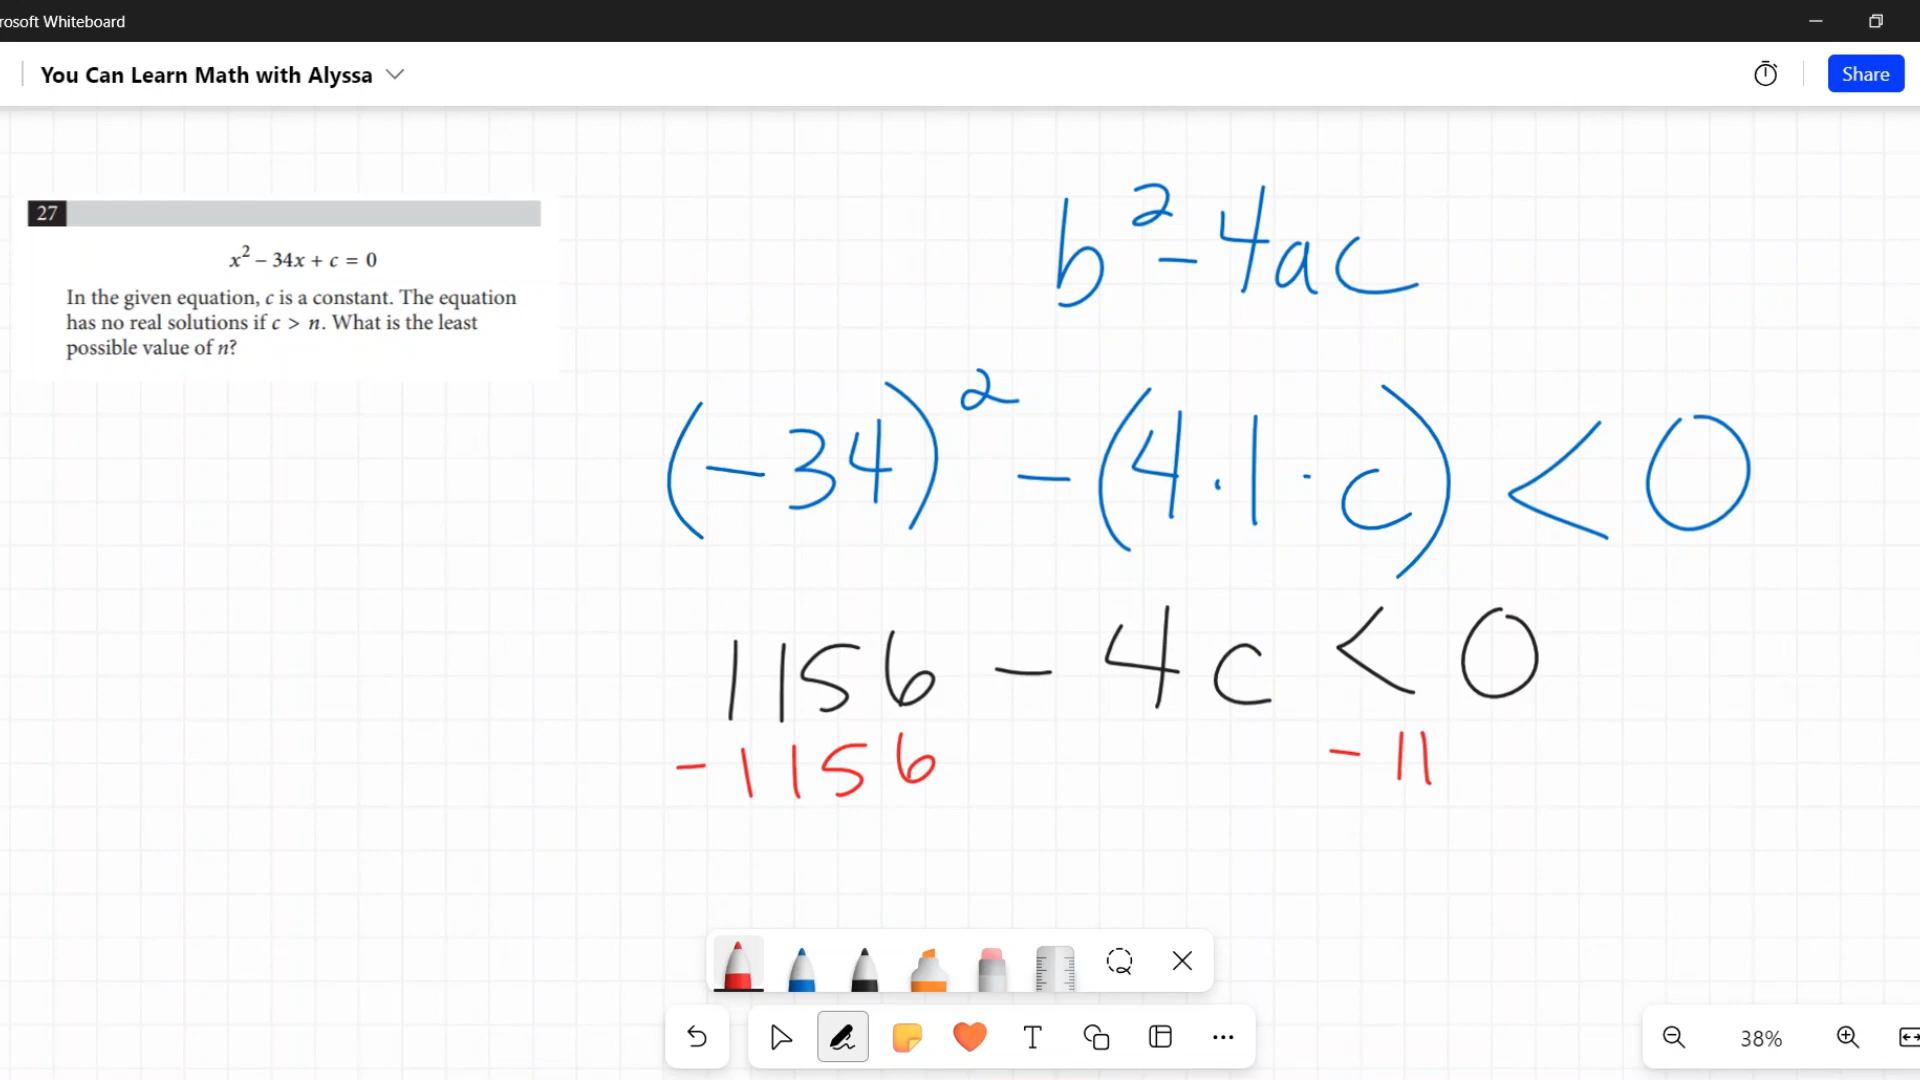 rosoft Whiteboard
You Can Learn Math with Alyssa
Share
27
x² – 34x + c = 0
In the given equation, c is a constant. The equation
has no real solutions if c > n. What is the least
possible value of n?
b² - 4ac
(-34)² - (4·1·c) < 0
1156 - 4c < 0
-1156 -11
T
38%